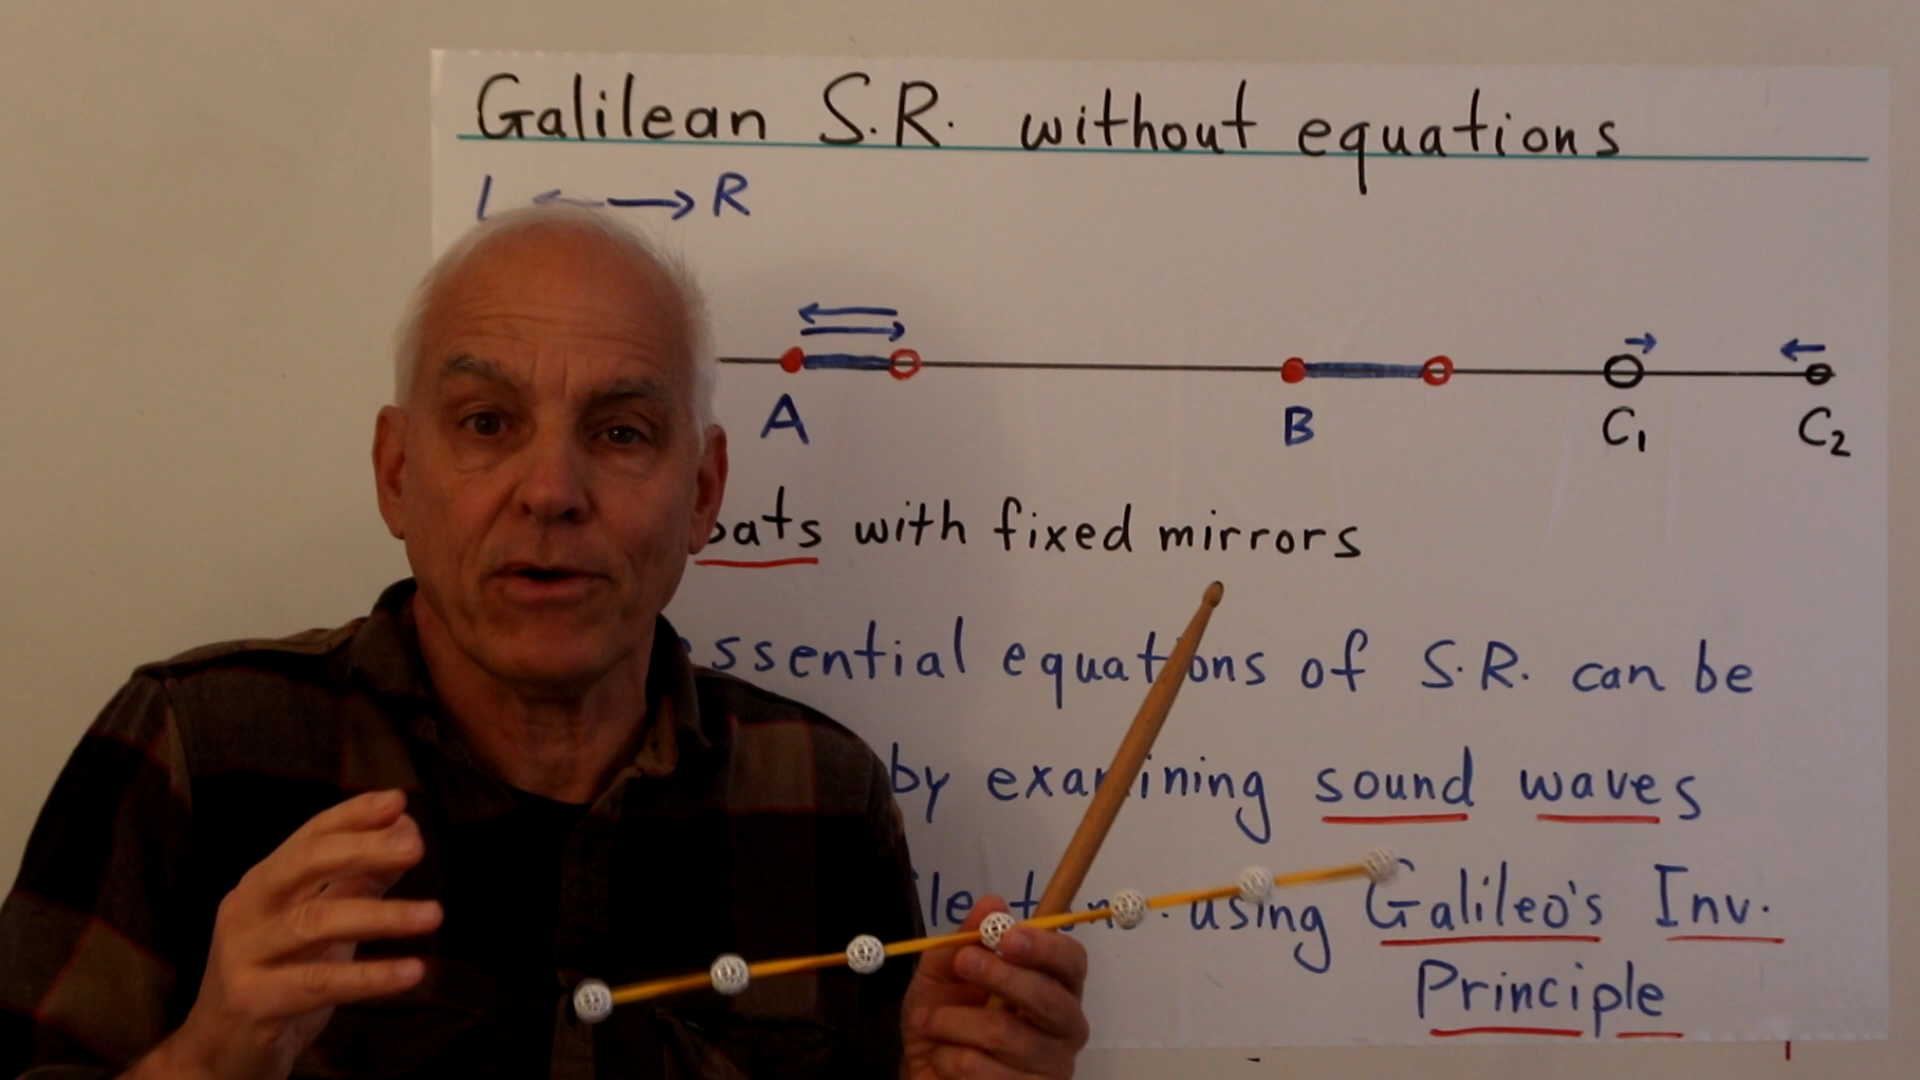 Galilean S.R. without equations
L ← → R
A B C₁ C₂
with fixed mirrors
essential equations of S.R. can be
by examining sound waves
using Galileo's Inv.
Principle